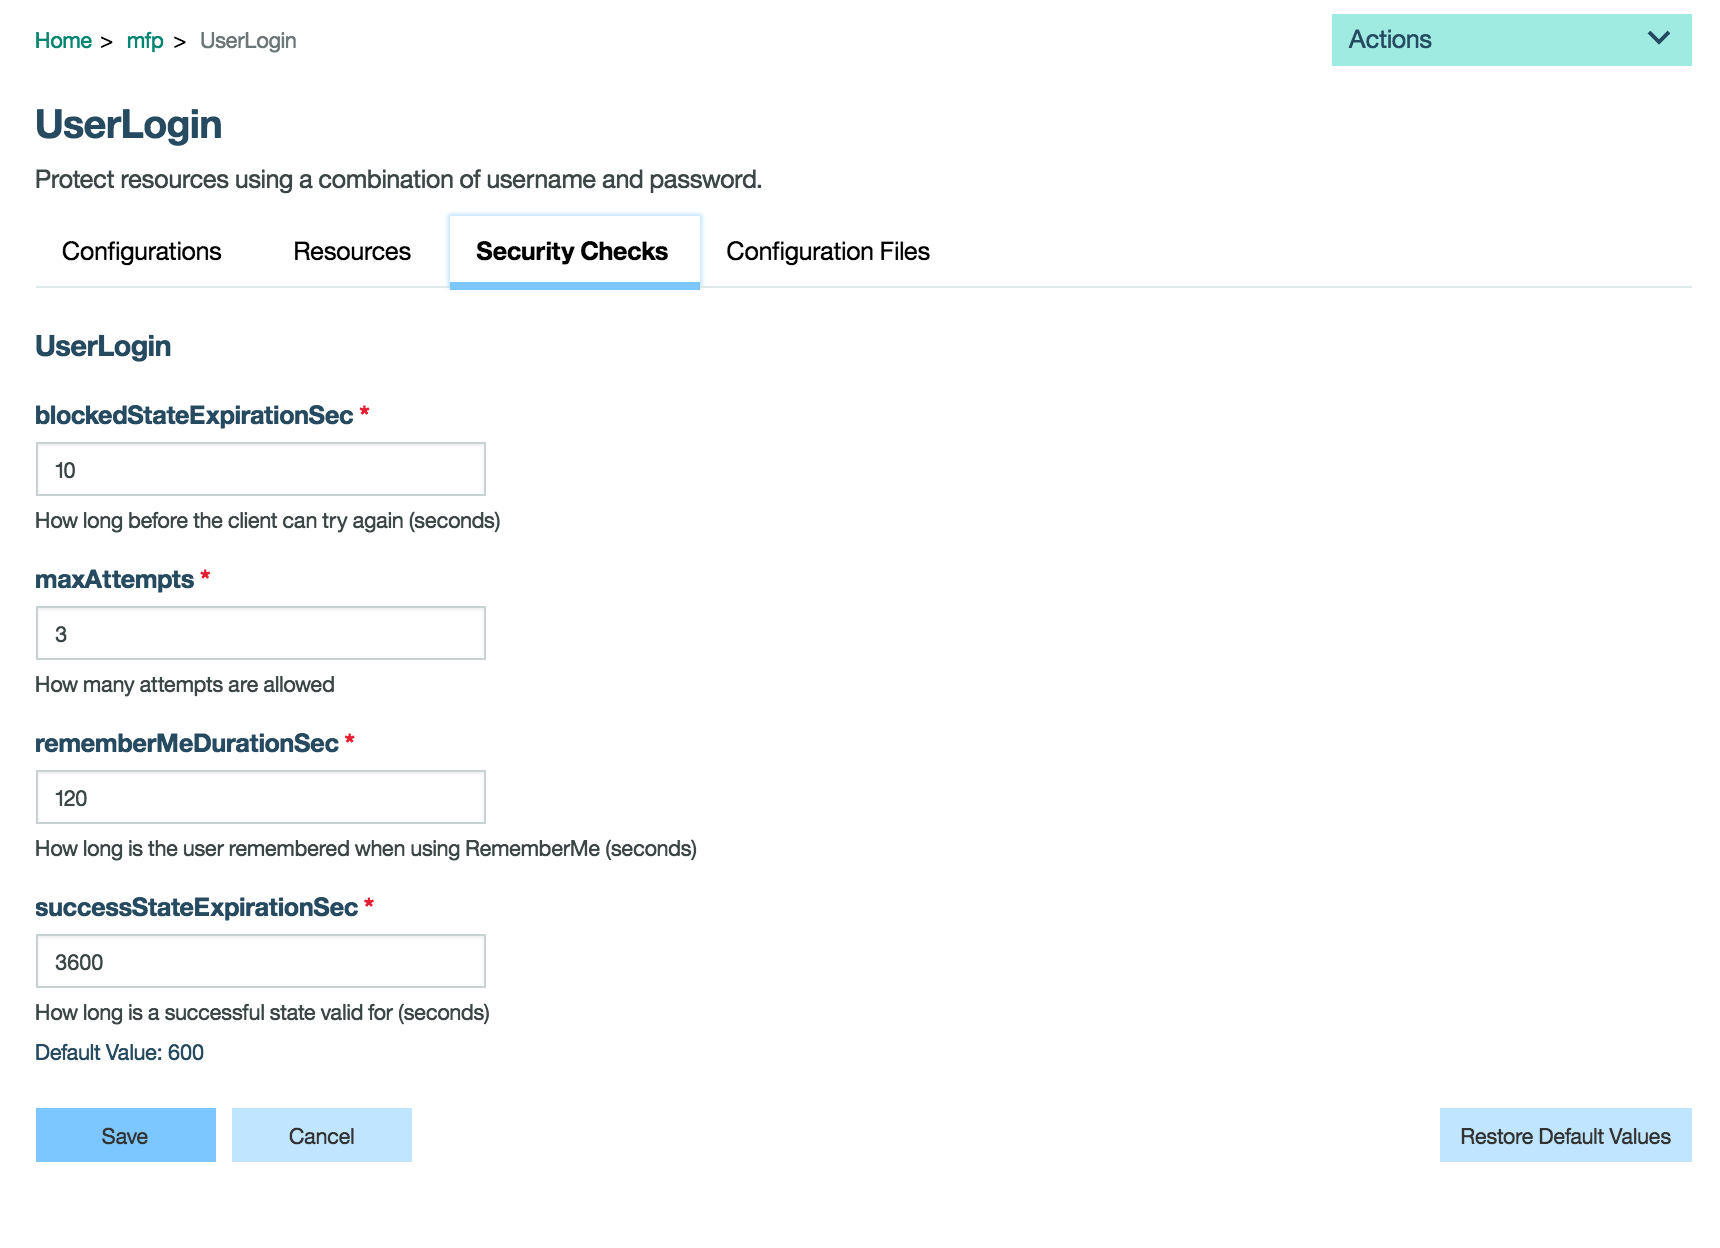 Home > mfp > UserLogin
Actions
UserLogin
Protect resources using a combination of username and password.
Configurations Resources Security Checks Configuration Files
UserLogin
blockedStateExpirationSec *
10
How long before the client can try again (seconds)
maxAttempts *
3
How many attempts are allowed
rememberMeDurationSec *
120
How long is the user remembered when using RememberMe (seconds)
successStateExpirationSec *
3600
How long is a successful state valid for (seconds)
Default Value: 600
Save Cancel Restore Default Values